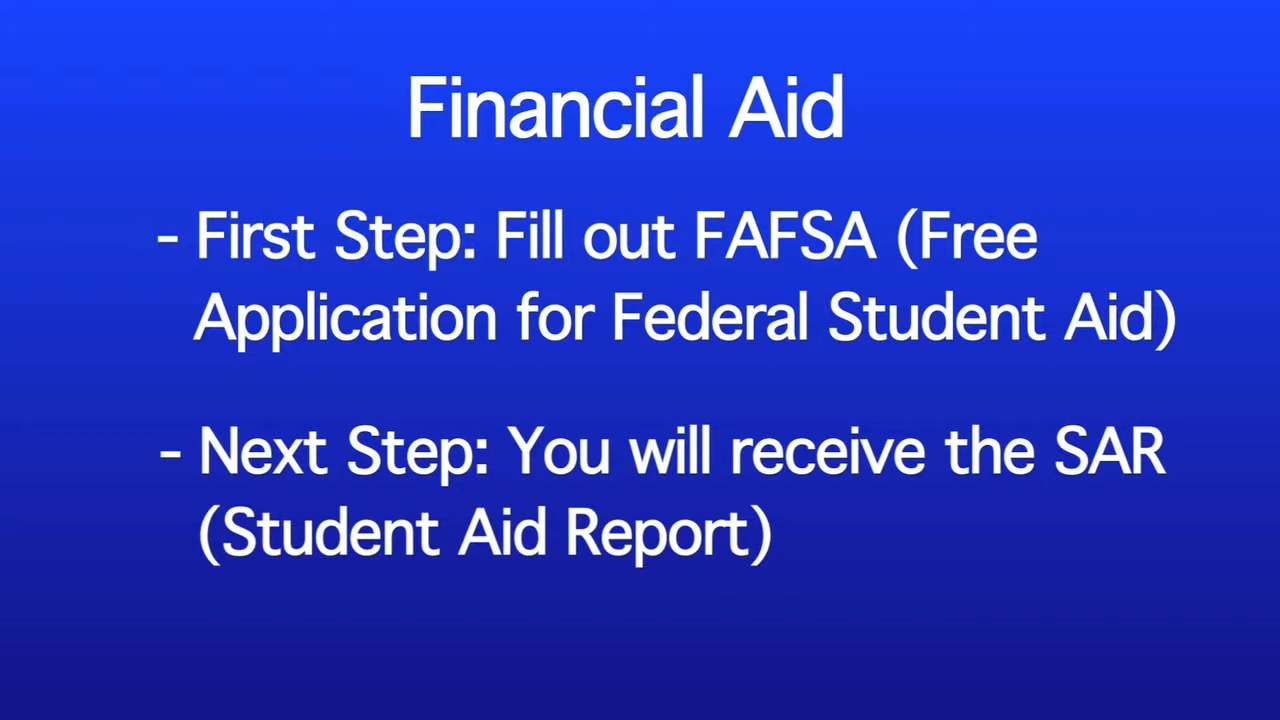 Financial Aid
- First Step: Fill out FAFSA (Free
Application for Federal Student Aid)
- Next Step: You will receive the SAR
(Student Aid Report)